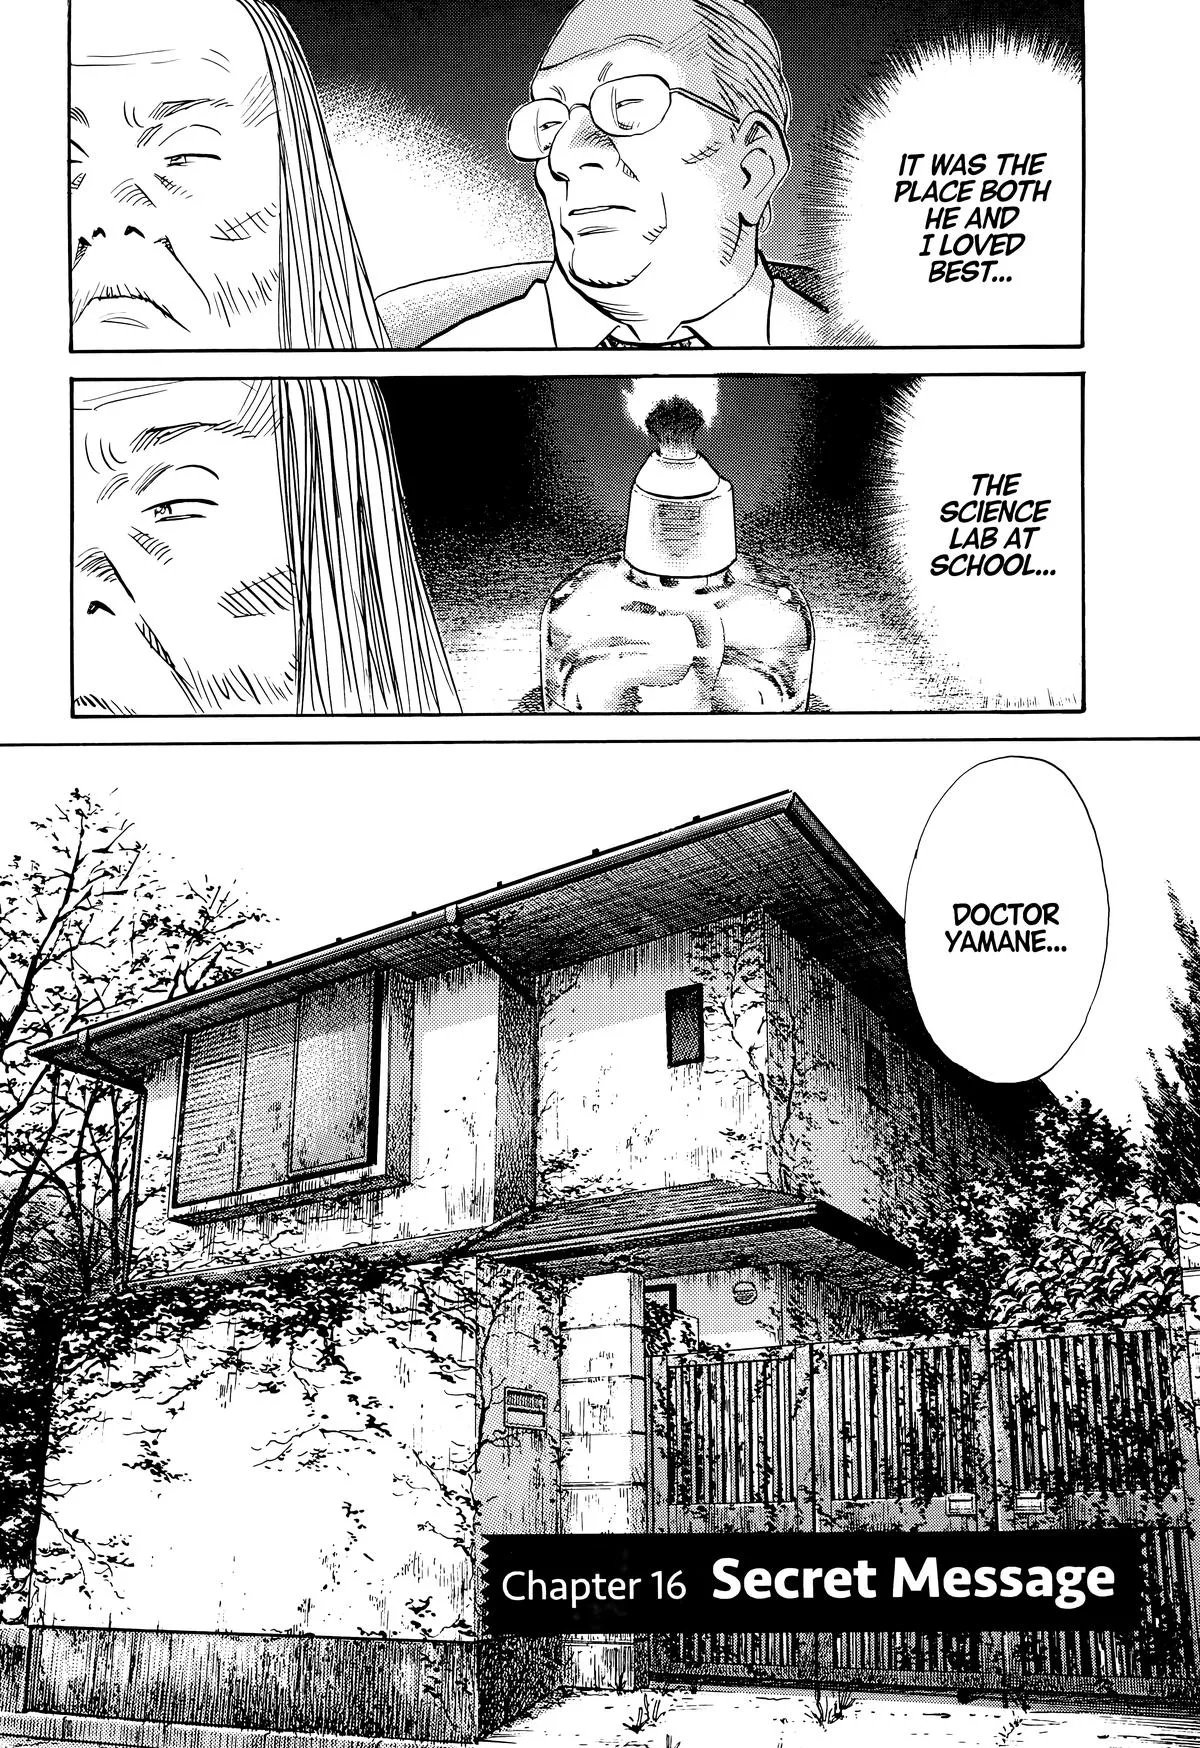 IT WAS THE
PLACE BOTH
HE AND
I LOVED
BEST...
THE
SCIENCE
LAB AT
SCHOOL...
DOCTOR
YAMANE...
Chapter 16 Secret Message